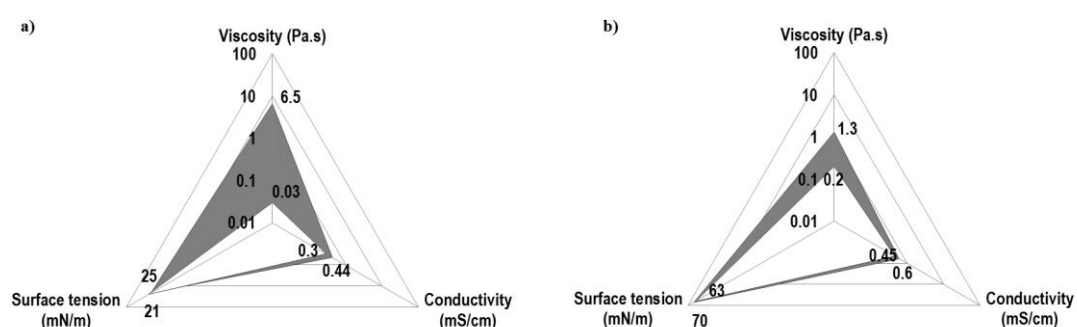 a)
Viscosity (Pa.s)
100
10
6.5
1
0.1
0.03
0.01
0.3
0.44
25
21
Surface tension
(mN/m)
Conductivity
(mS/cm)
b)
Viscosity (Pa.s)
100
10
1
1.3
0.1
0.2
0.01
0.45
0.6
63
70
Surface tension
(mN/m)
Conductivity
(mS/cm)